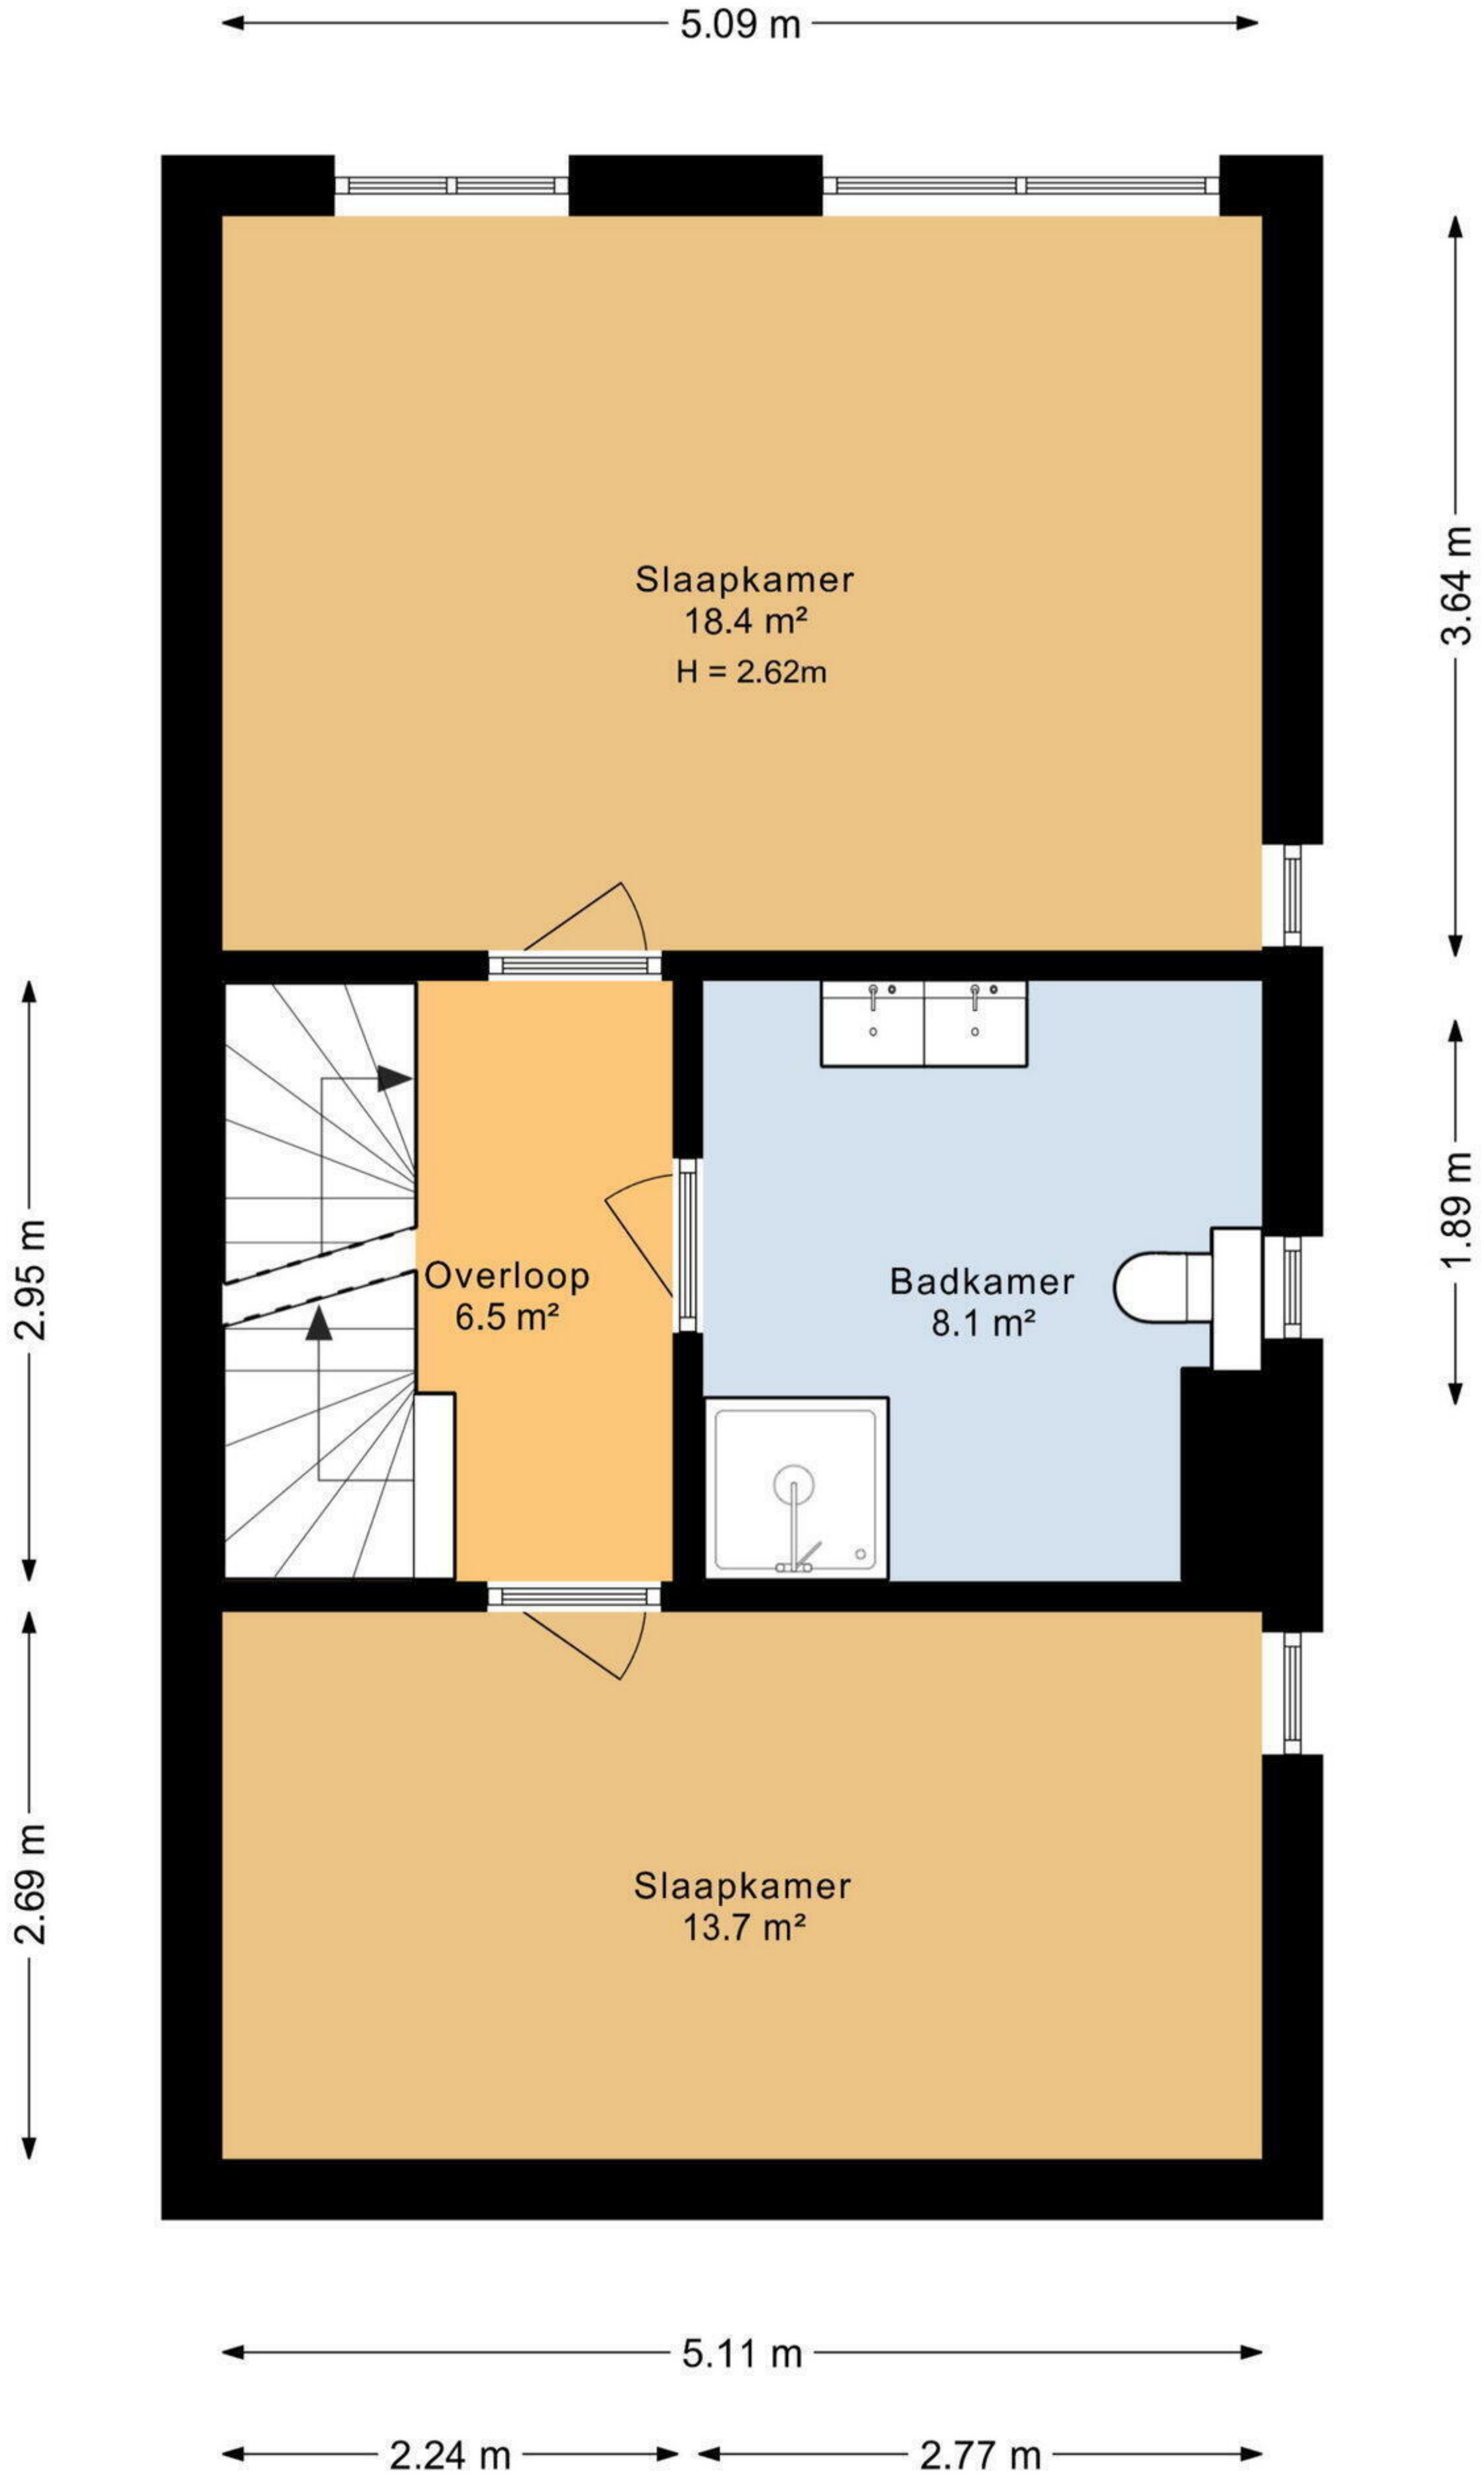 5.09 m
3.64 m
Slaapkamer
18.4 m²
H = 2.62m
2.95 m
1.89 m
Overloop
6.5 m²
Badkamer
8.1 m²
2.69 m
Slaapkamer
13.7 m²
5.11 m
2.24 m
2.77 m